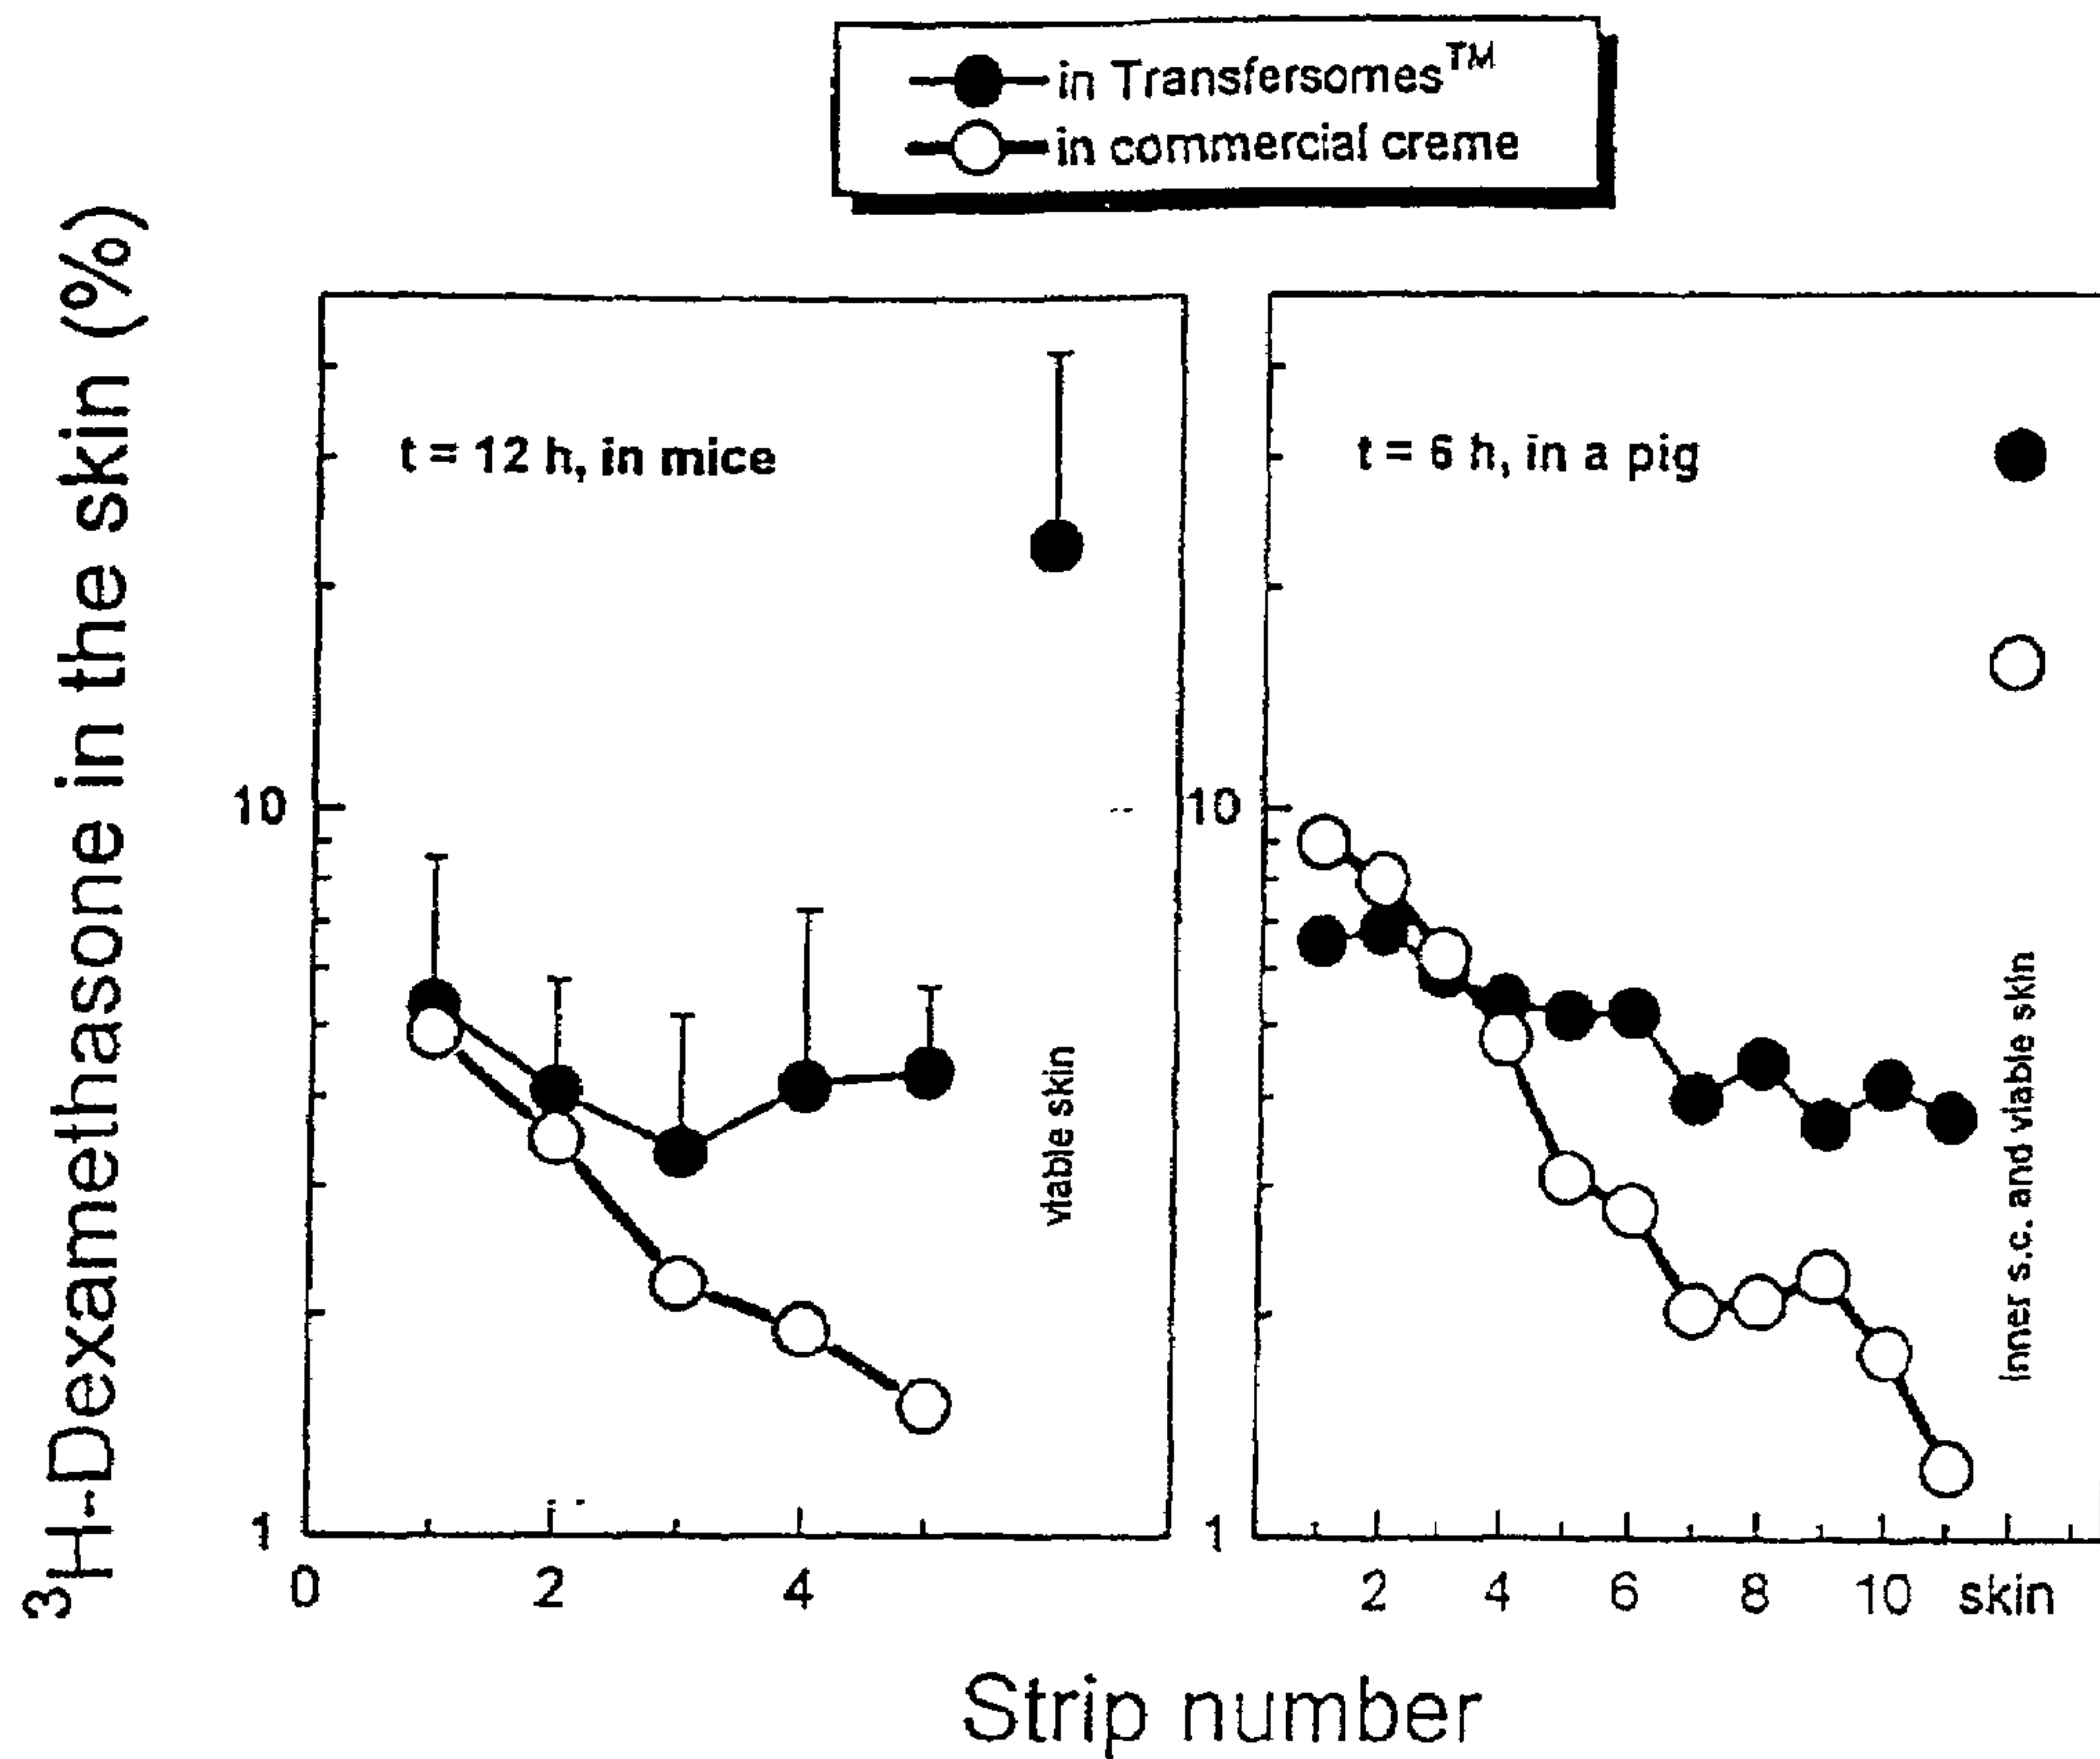 in Transfersomes™
in commercial creme
³H-Dexamethasone in the skin (%)
t = 12 h, in mice
t = 6 h, in a pig
10
10
viable skin
Inner s.c. and viable skin
1
1
0 2 4
2 4 6 8 10 skin
Strip number